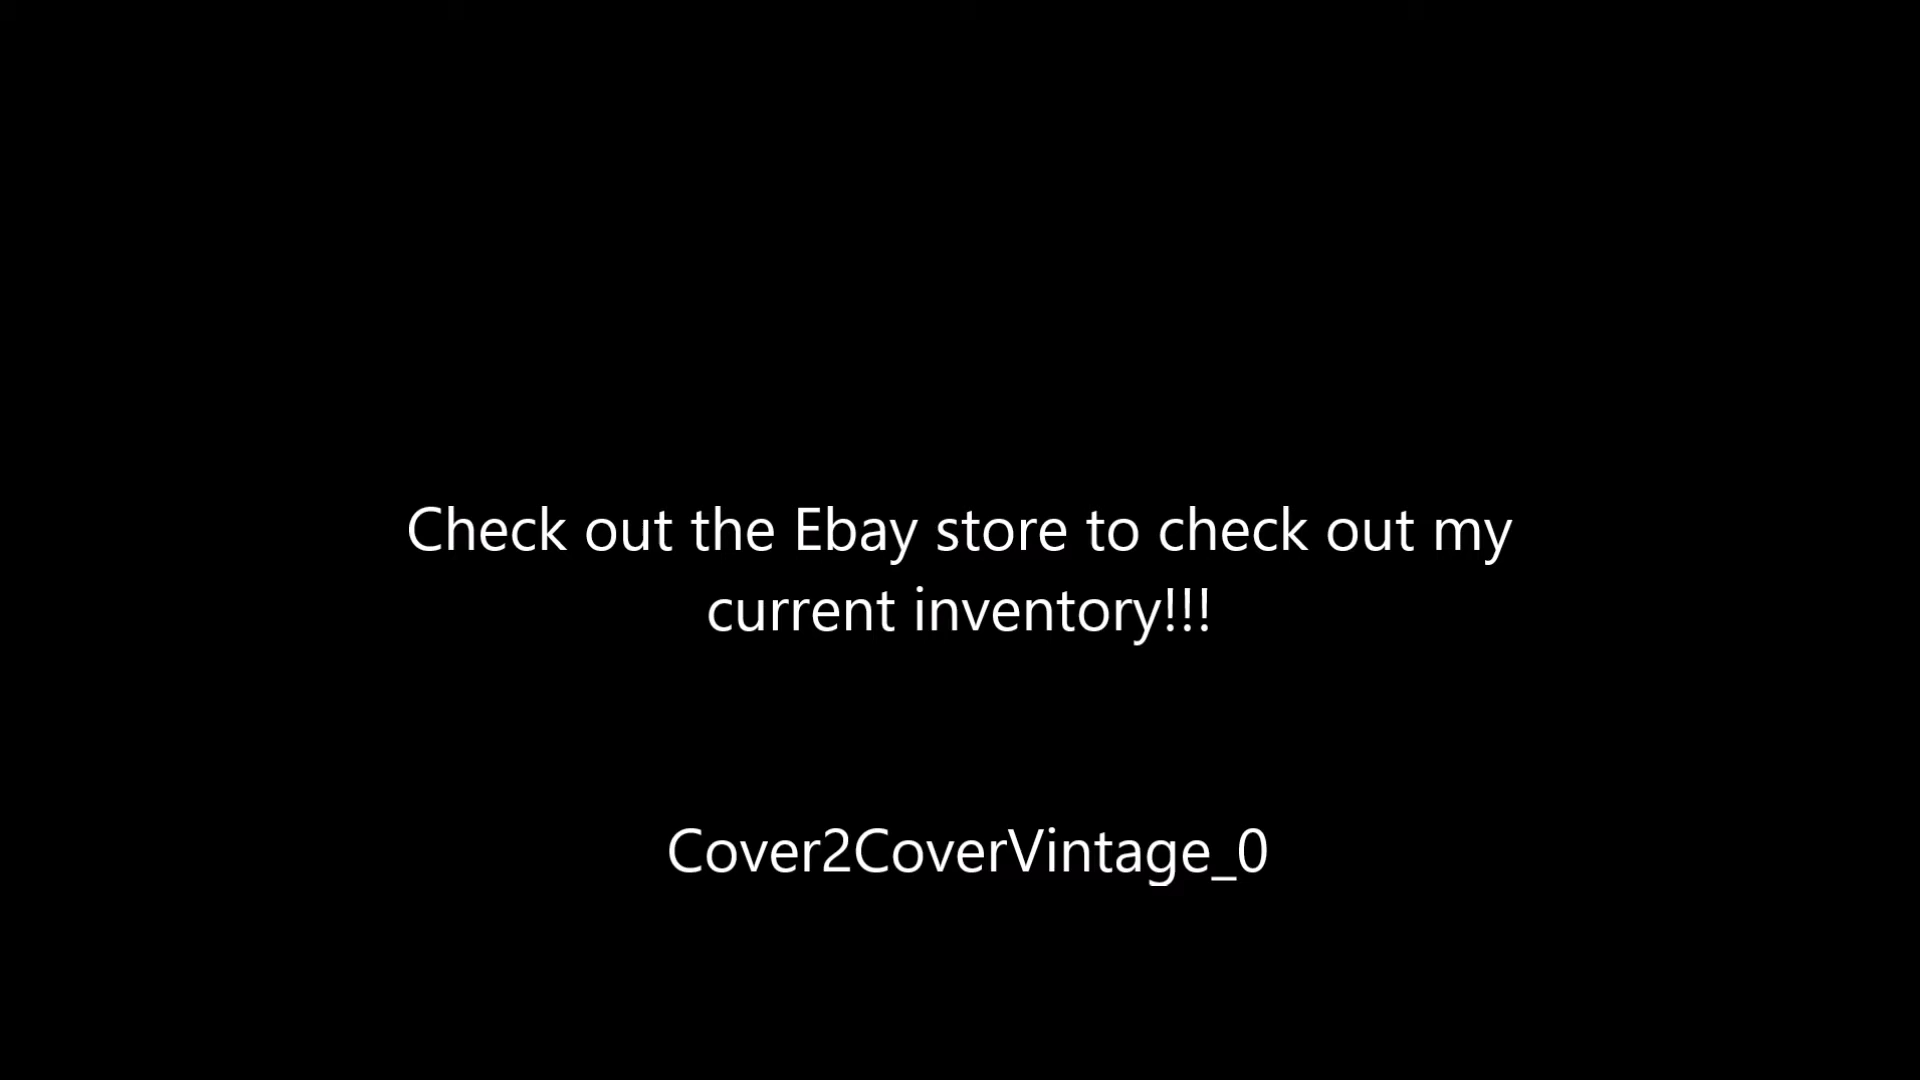 Check out the Ebay store to check out my
current inventory!!!
Cover2CoverVintage_0